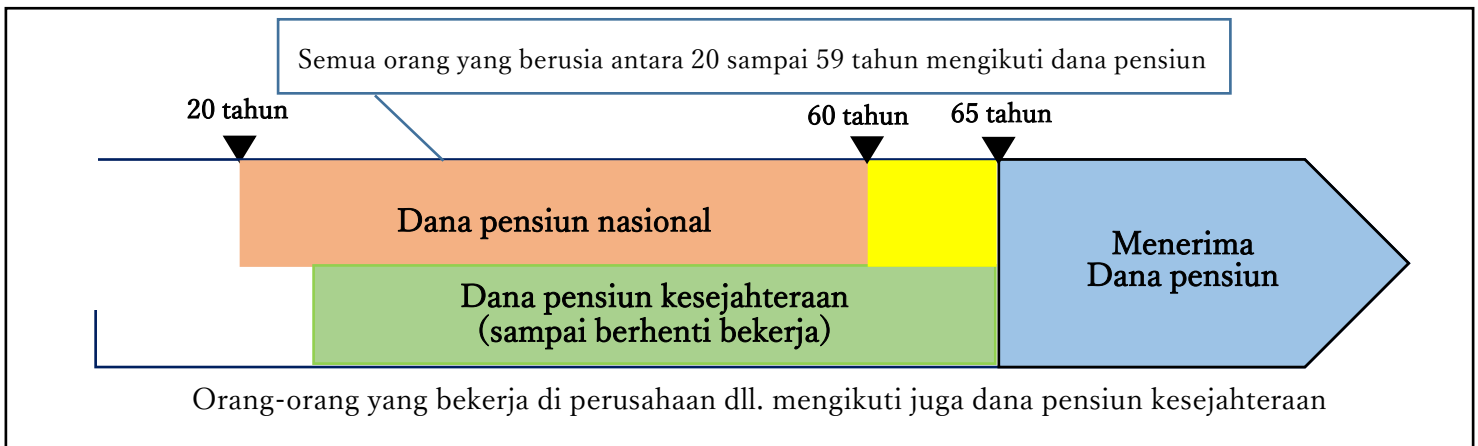 Semua orang yang berusia antara 20 sampai 59 tahun mengikuti dana pensiun
20 tahun
60 tahun
65 tahun
Dana pensiun nasional
Menerima
Dana pensiun
Dana pensiun kesejahteraan
(sampai berhenti bekerja)
Orang-orang yang bekerja di perusahaan dll. mengikuti juga dana pensiun kesejahteraan